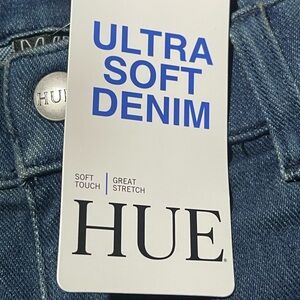 ULTRA
SOFT
DENIM
HUE
SOFT
TOUCH
GREAT
STRETCH
HUE